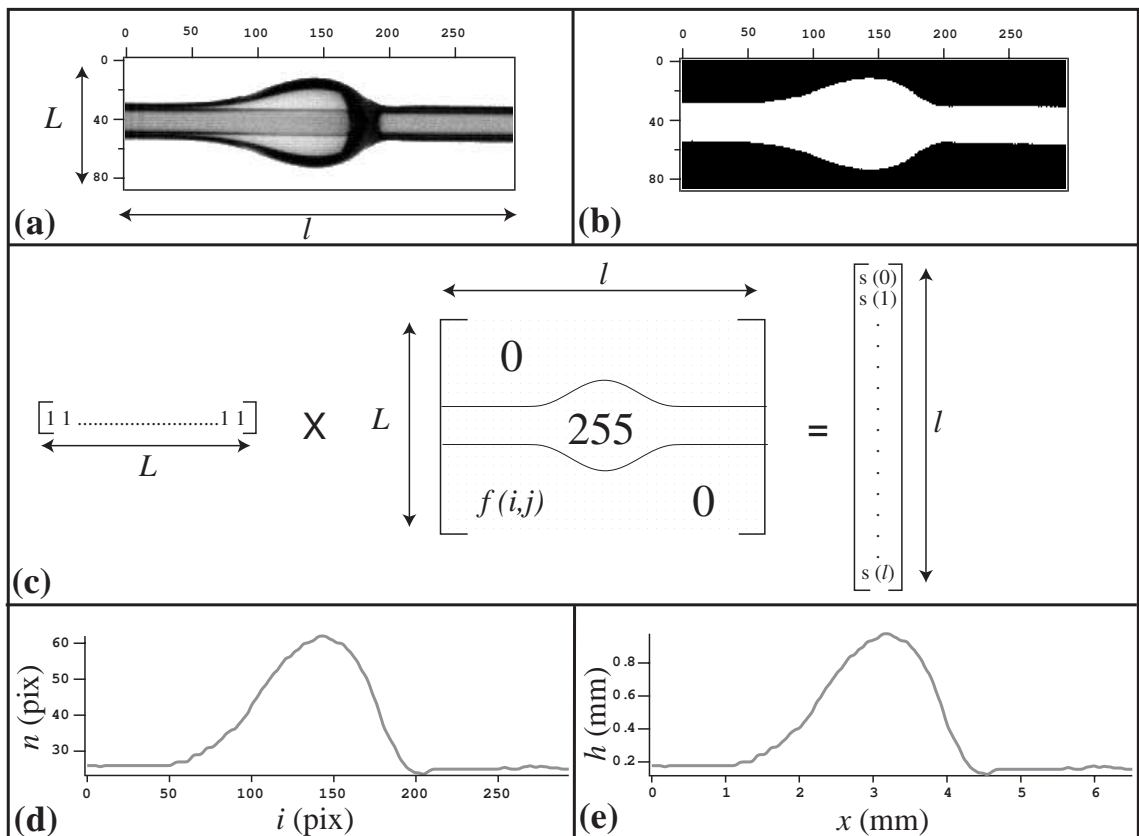 0 50 100 150 200 250
0
40
80
L
l
(a)
0 50 100 150 200 250
0
40
80
(b)
[1 1 ..........................1 1]
L
X
l
L
0
255
f(i,j)
0
=
s (0)
s (1)
.
.
.
.
.
.
.
.
.
.
.
s (l)
l
(c)
n (pix)
60
50
40
30
0 50 100 150 200 250
i (pix)
(d)
h (mm)
0.8
0.6
0.4
0.2
0 1 2 3 4 5 6
x (mm)
(e)